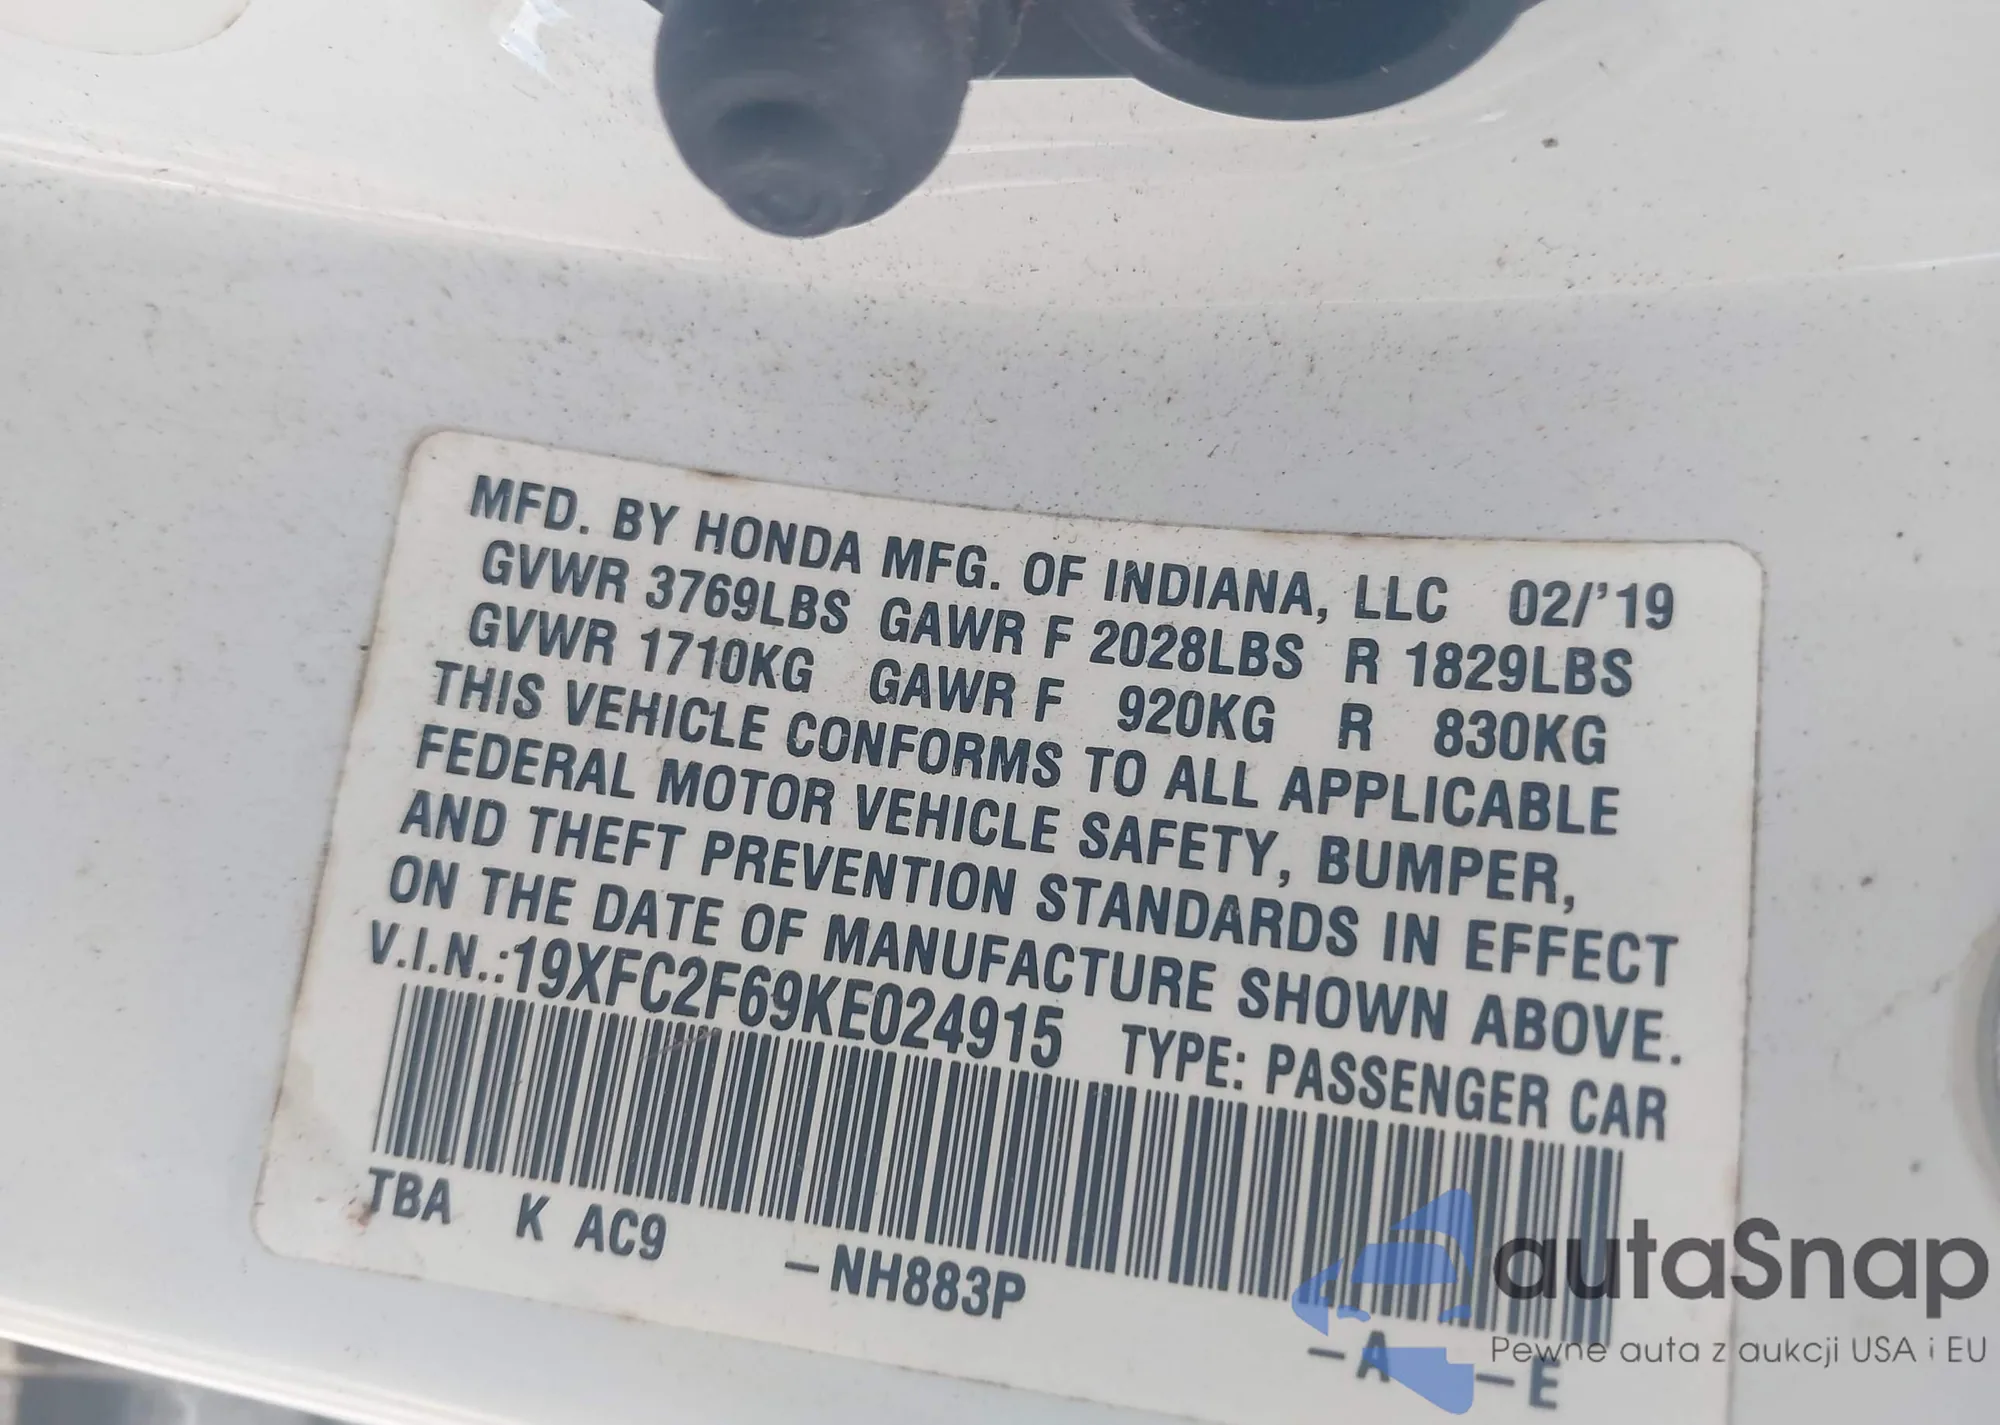 MFD. BY HONDA MFG. OF INDIANA, LLC 02/'19
GVWR 3769LBS GAWR F 2028LBS R 1829LBS
GVWR 1710KG GAWR F 920KG R 830KG
THIS VEHICLE CONFORMS TO ALL APPLICABLE
FEDERAL MOTOR VEHICLE SAFETY, BUMPER,
AND THEFT PREVENTION STANDARDS IN EFFECT
ON THE DATE OF MANUFACTURE SHOWN ABOVE.
V.I.N.:19XFC2F69KE024915 TYPE: PASSENGER CAR
TBA K AC9 -NH883P -A -E
autaSnap
Pewne auta z aukcji USA i EU